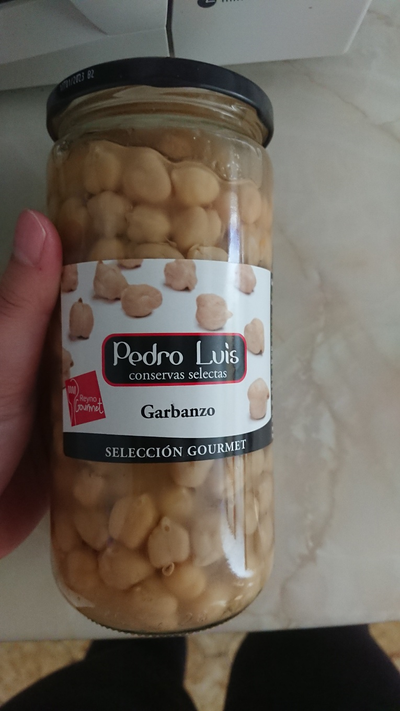 Pedro Luis
conservas selectas
Reyno
Gourmet
Garbanzo
SELECCIÓN GOURMET